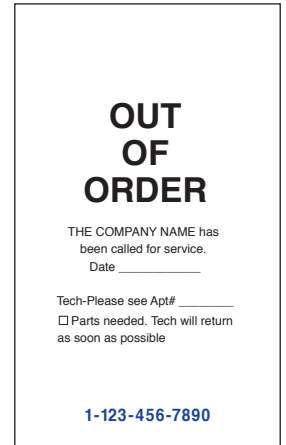 OUT
OF
ORDER
THE COMPANY NAME has
been called for service.
Date ____________
Tech-Please see Apt# ________
☐ Parts needed. Tech will return
as soon as possible
1-123-456-7890